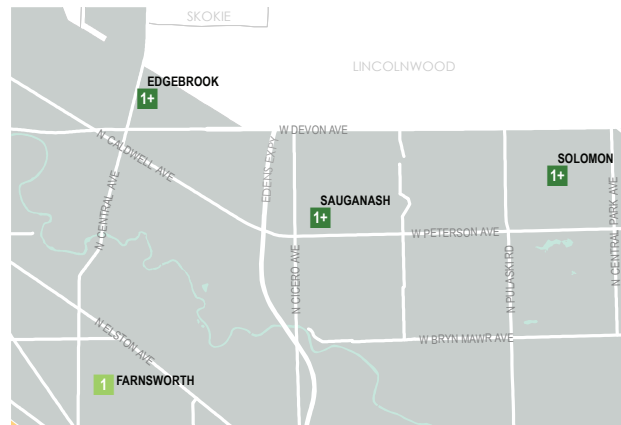 SKOKIE
LINCOLNWOOD
EDGEBROOK
1+
W DEVON AVE
N CALDWELL AVE
EDENS EXPY
SOLOMON
1+
N CENTRAL AVE
SAUGANASH
1+
N CENTRAL PARK AVE
W PETERSON AVE
N CICERO AVE
N PULASKI RD
N ELSTON AVE
W BRYN MAWR AVE
1 FARNSWORTH